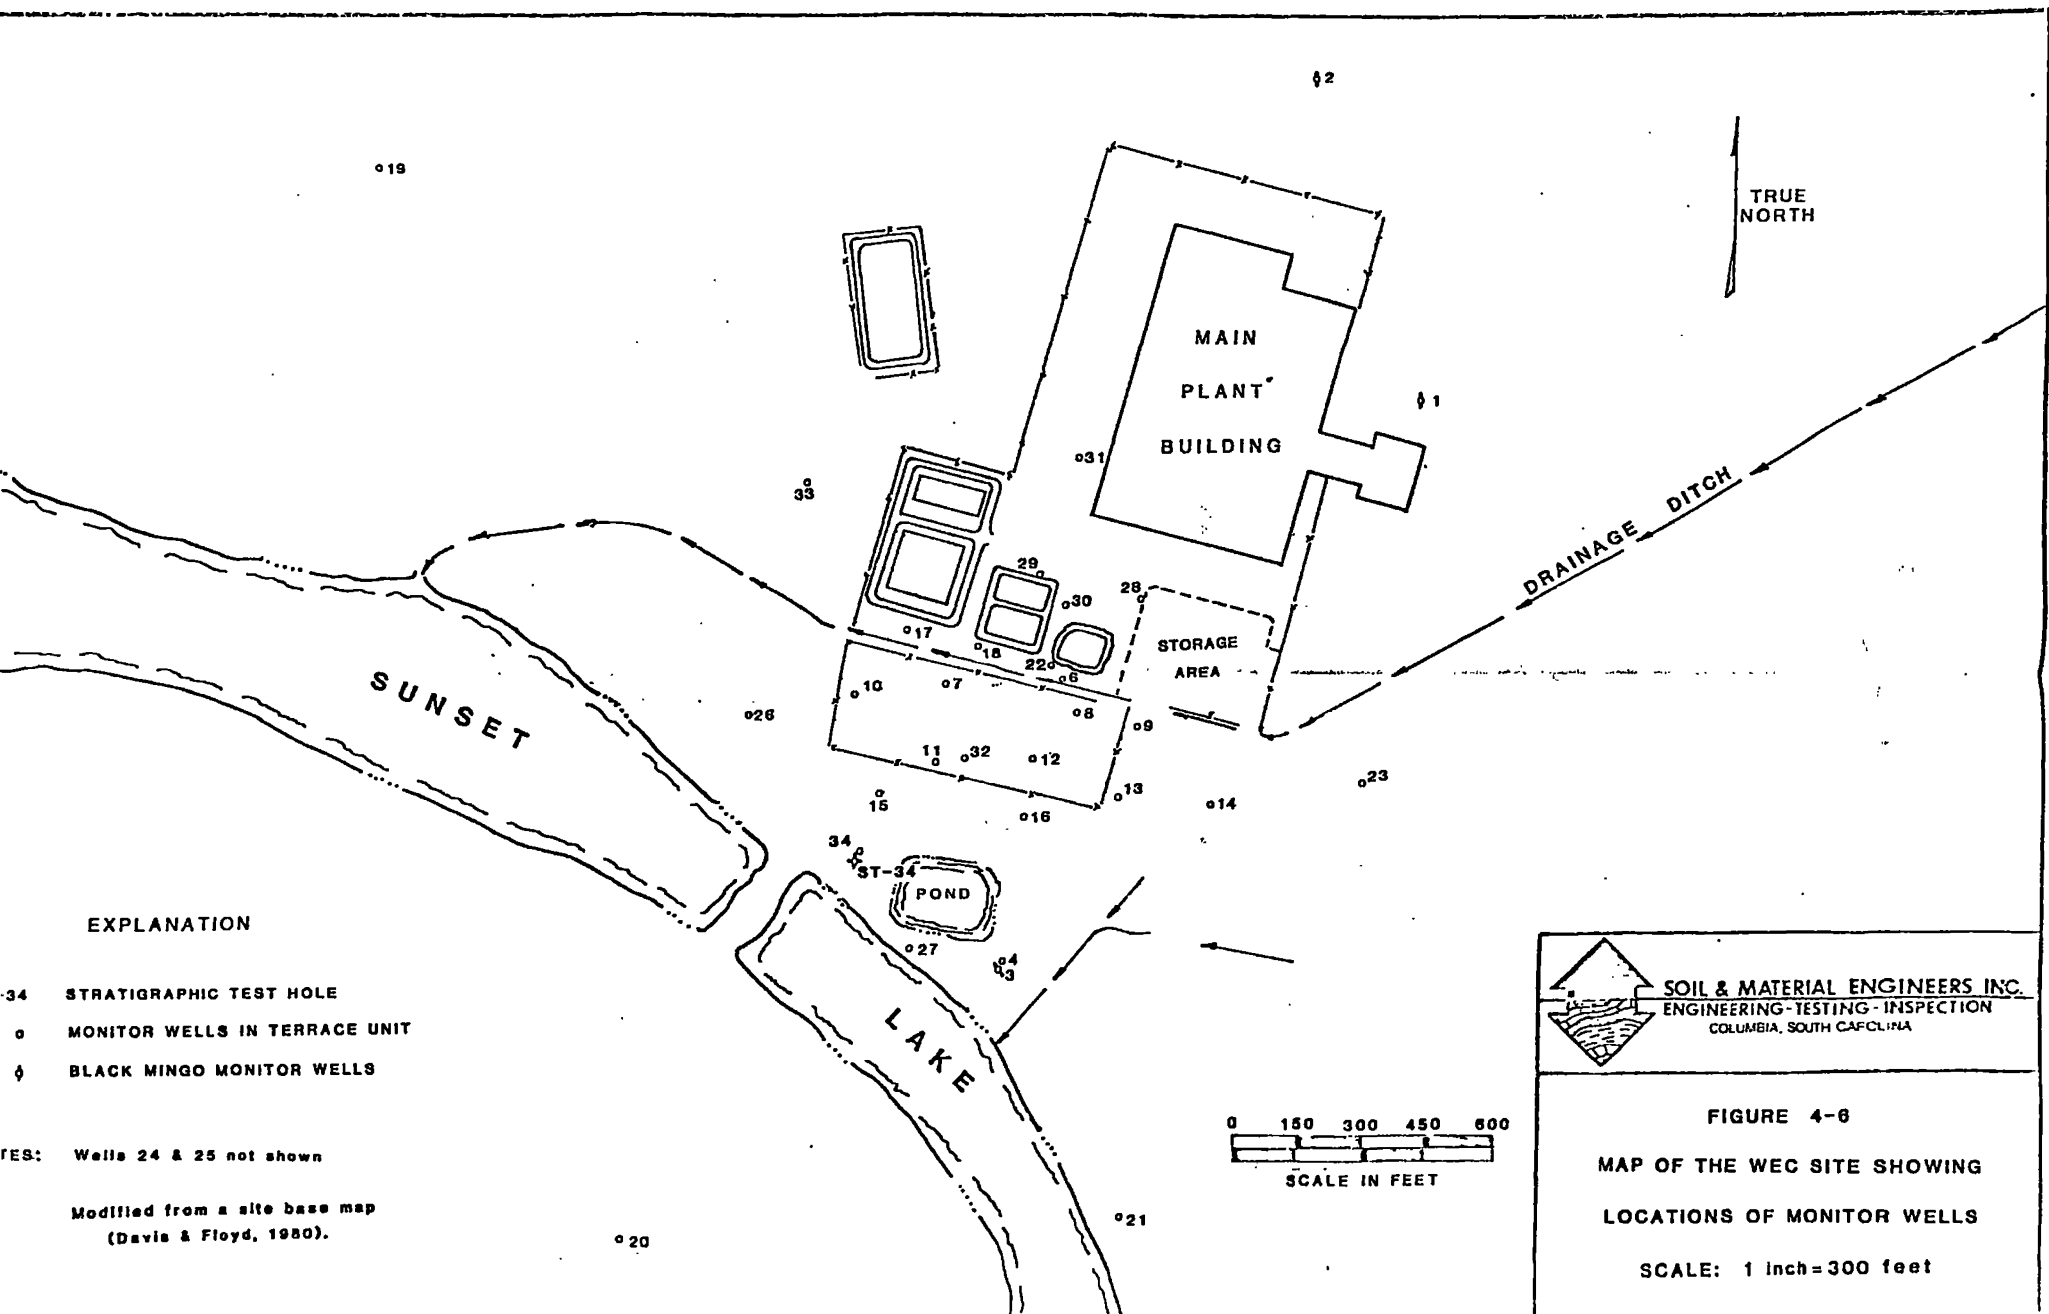 2
19
TRUE
NORTH
MAIN
PLANT
BUILDING
1
31
33
DRAINAGE DITCH
29
30
28
17
18
22
6
STORAGE
AREA
SUNSET
10
7
8
9
26
11
32
12
13
14
23
15
16
34
ST-34
POND
27
4
3
LAKE
21
20
EXPLANATION
-34 STRATIGRAPHIC TEST HOLE
MONITOR WELLS IN TERRACE UNIT
BLACK MINGO MONITOR WELLS
TES: Wells 24 & 25 not shown
Modified from a site base map
(Davis & Floyd, 1980).
0 150 300 450 600
SCALE IN FEET
SOIL & MATERIAL ENGINEERS INC.
ENGINEERING-TESTING-INSPECTION
COLUMBIA, SOUTH CAROLINA
FIGURE 4-6
MAP OF THE WEC SITE SHOWING
LOCATIONS OF MONITOR WELLS
SCALE: 1 inch=300 feet